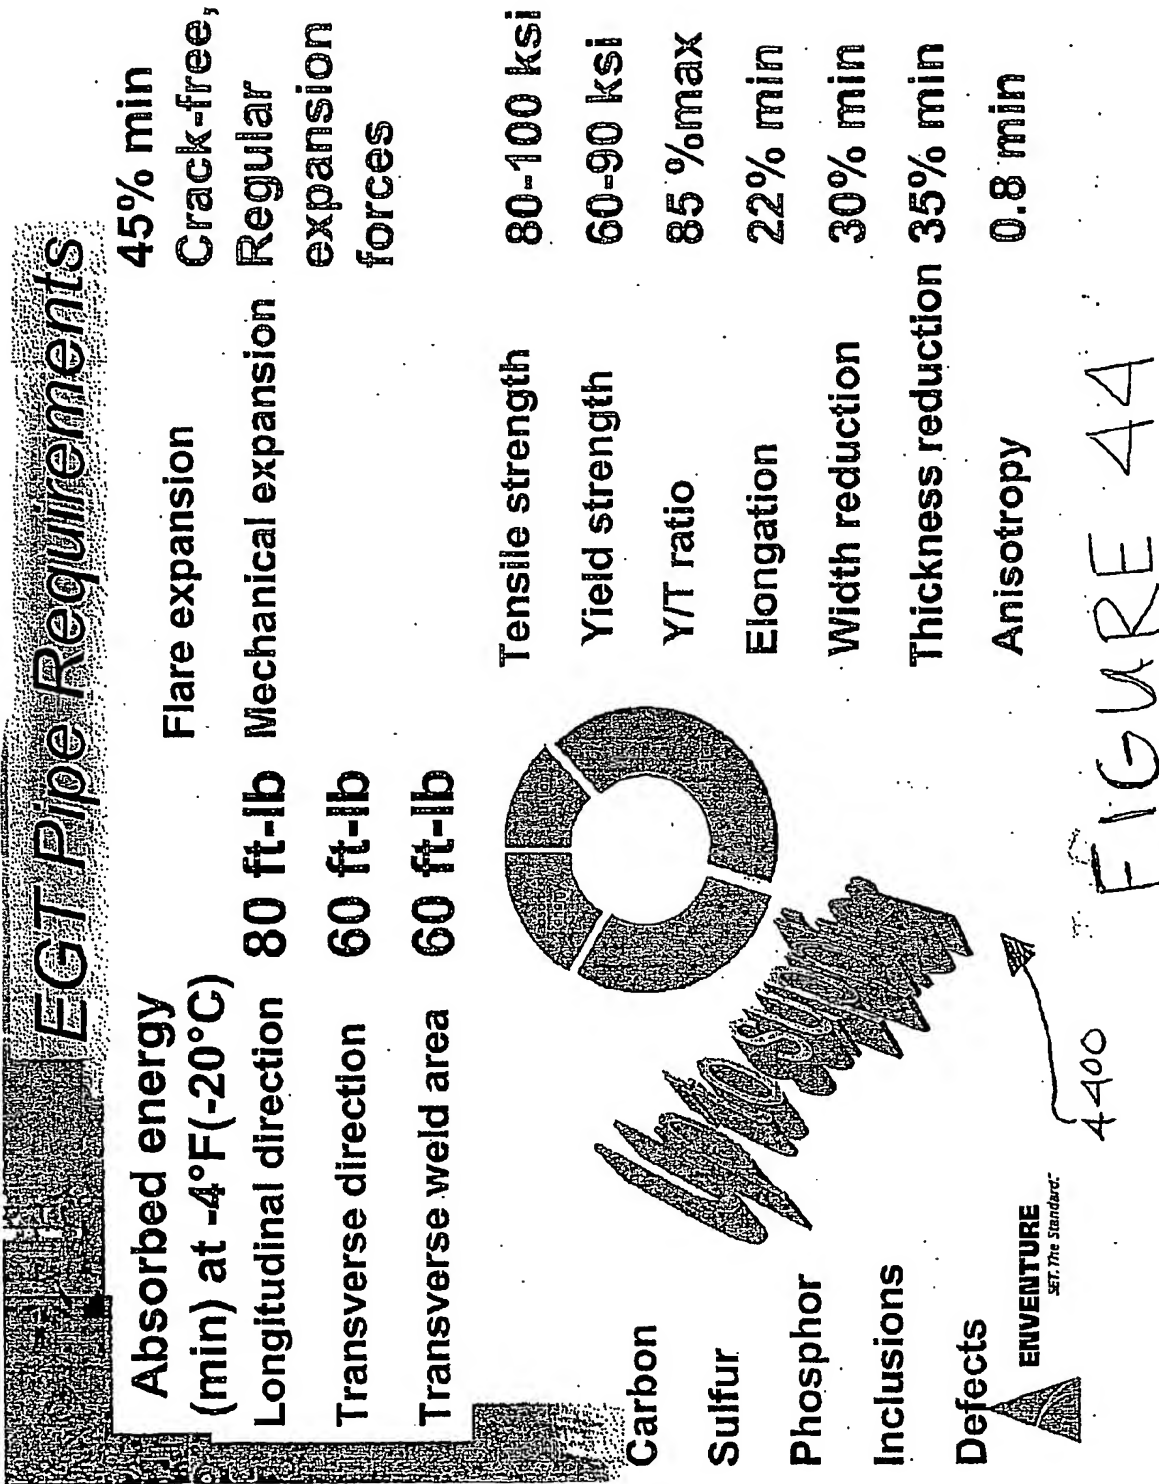 EGT Pipe Requirements
Absorbed energy
(min) at -4°F(-20°C)
Longitudinal direction 80 ft-lb
Transverse direction 60 ft-lb
Transverse weld area 60 ft-lb
Flare expansion 45% min
Mechanical expansion Crack-free,
Regular
expansion
forces
Carbon
Sulfur
Phosphor
Inclusions
Defects
Tensile strength 80-100 ksi
Yield strength 60-90 ksi
Y/T ratio 85 %max
Elongation 22% min
Width reduction 30% min
Thickness reduction 35% min
Anisotropy 0.8 min
ENVENTURE
SET. The Standard.
4400
FIGURE 44